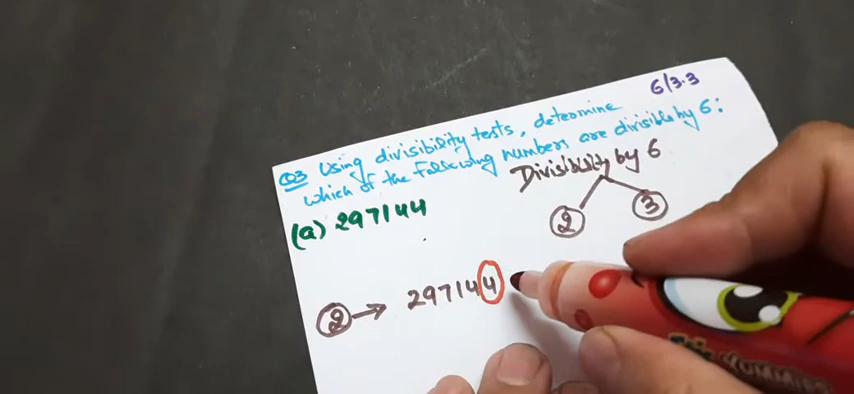 6/3.3
Q3 Using divisibility tests, determine
which of the following numbers are divisible by 6:
Divisibility by 6
2 3
(a) 297144
2 → 297144
YUMMIES